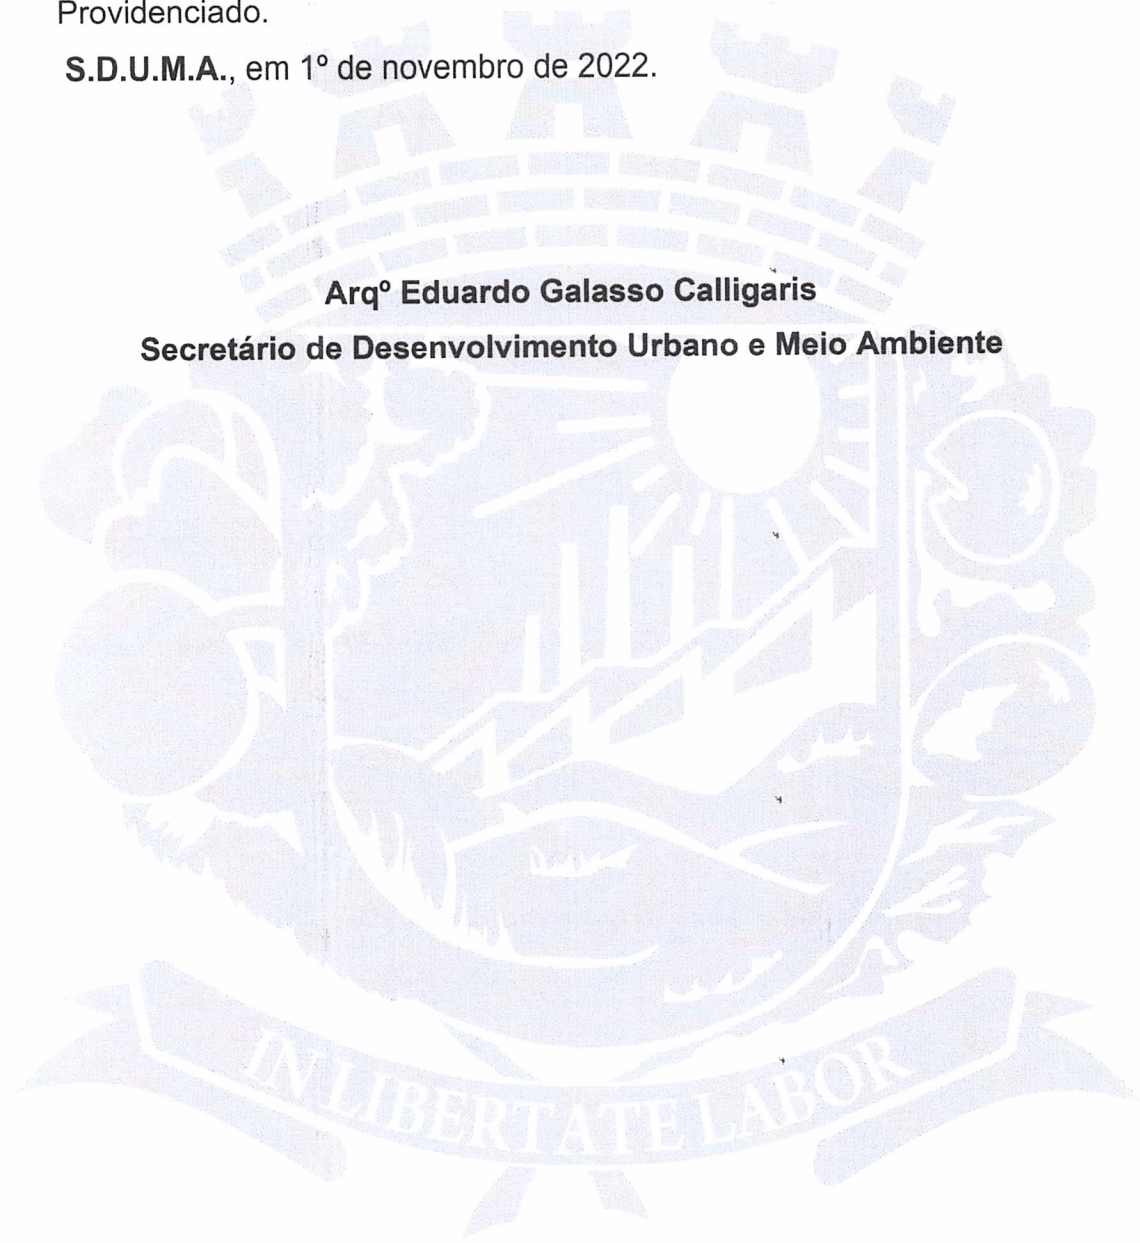 Providenciado.
S.D.U.M.A., em 1º de novembro de 2022.
Arqº Eduardo Galasso Calligaris
Secretário de Desenvolvimento Urbano e Meio Ambiente
IN LIBERTATE LABOR